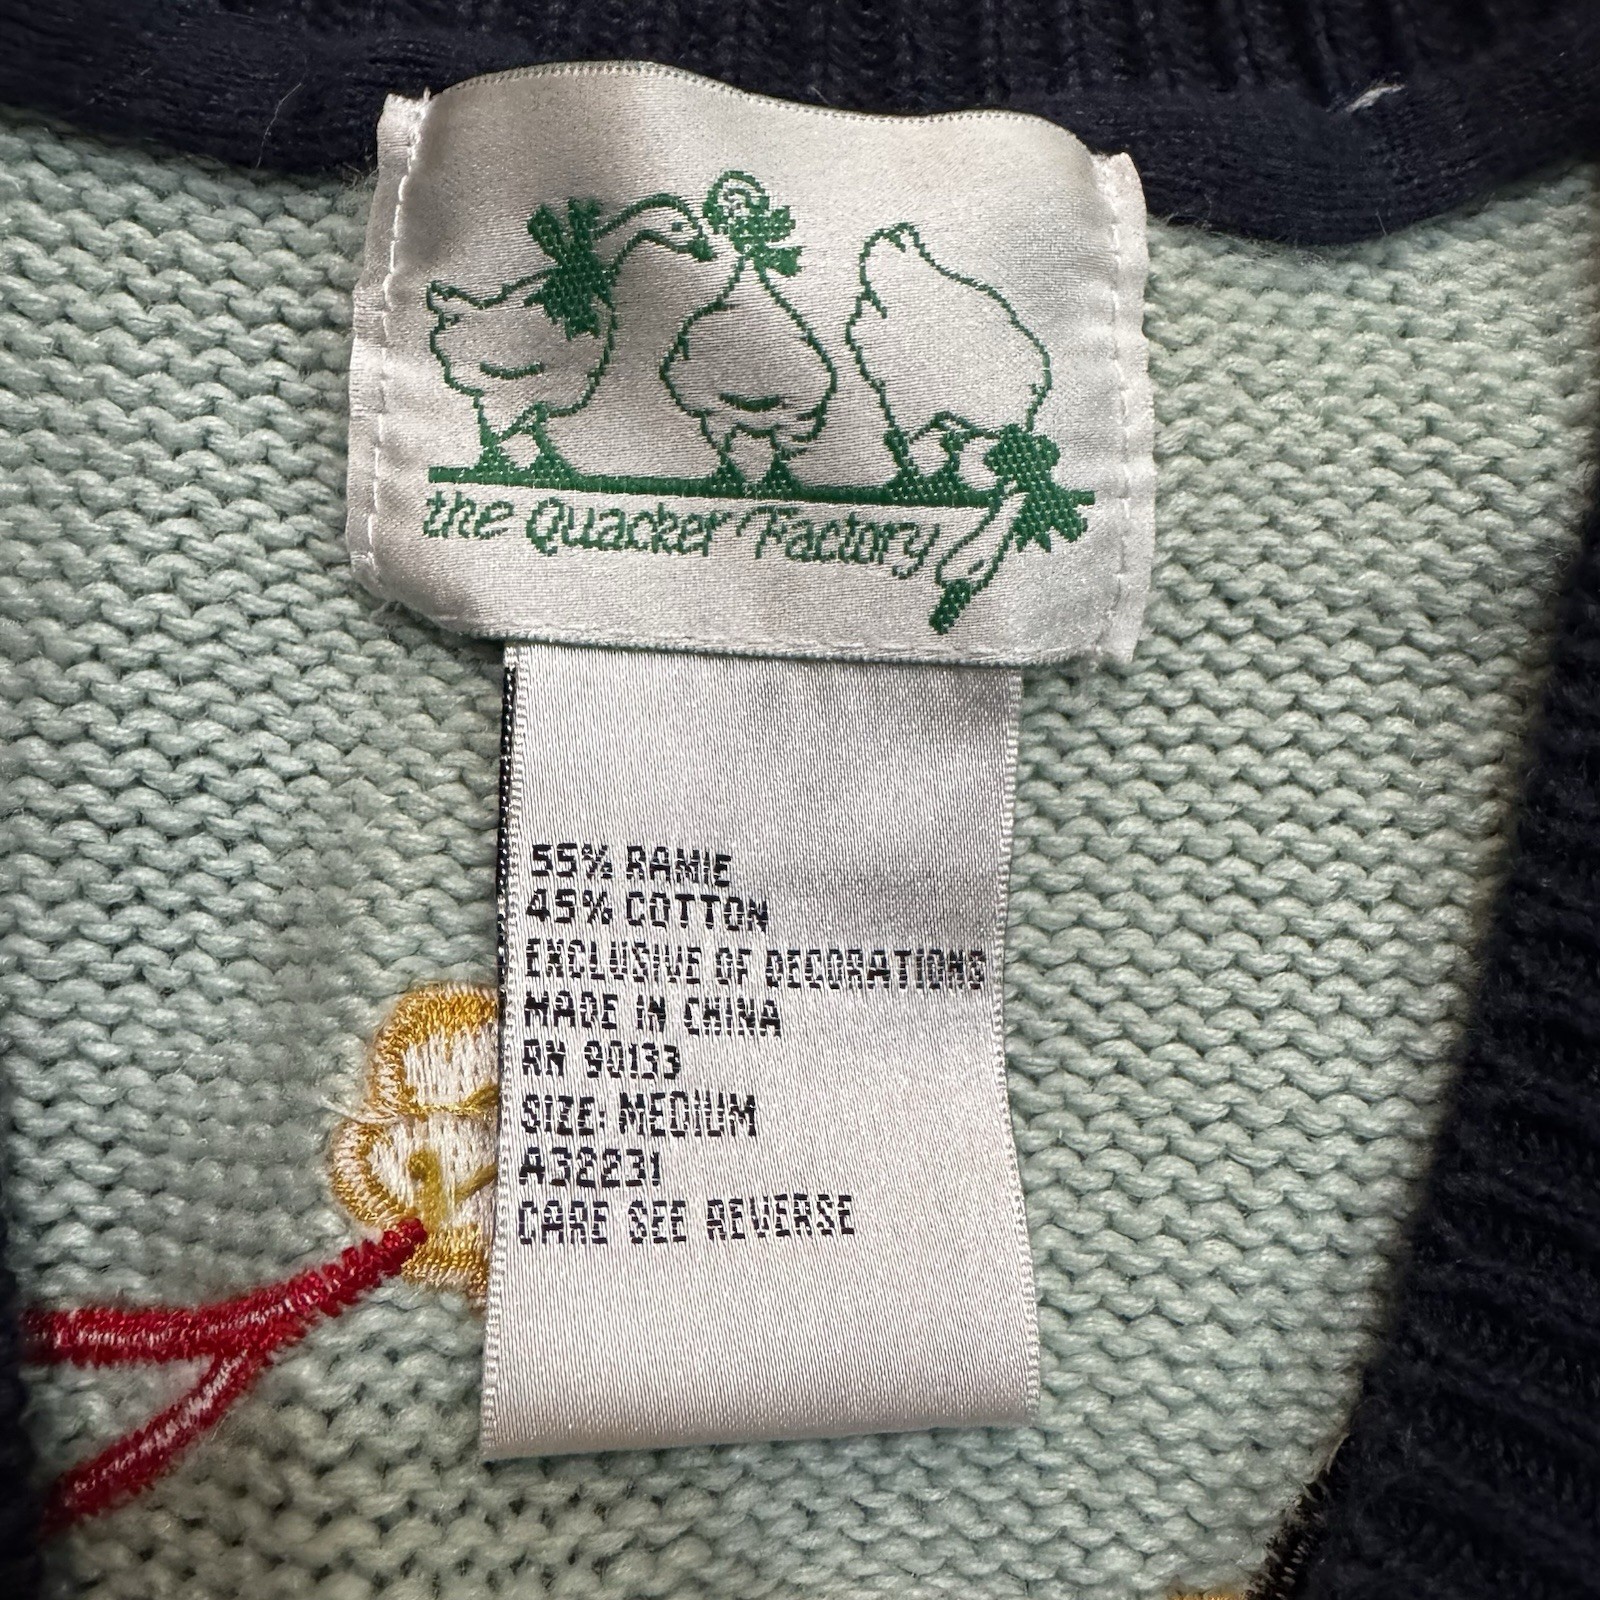 the Quacker Factory
55% RAMIE
45% COTTON
EXCLUSIVE OF DECORATIONS
MADE IN CHINA
RN 90133
SIZE: MEDIUM
A32231
CARE SEE REVERSE